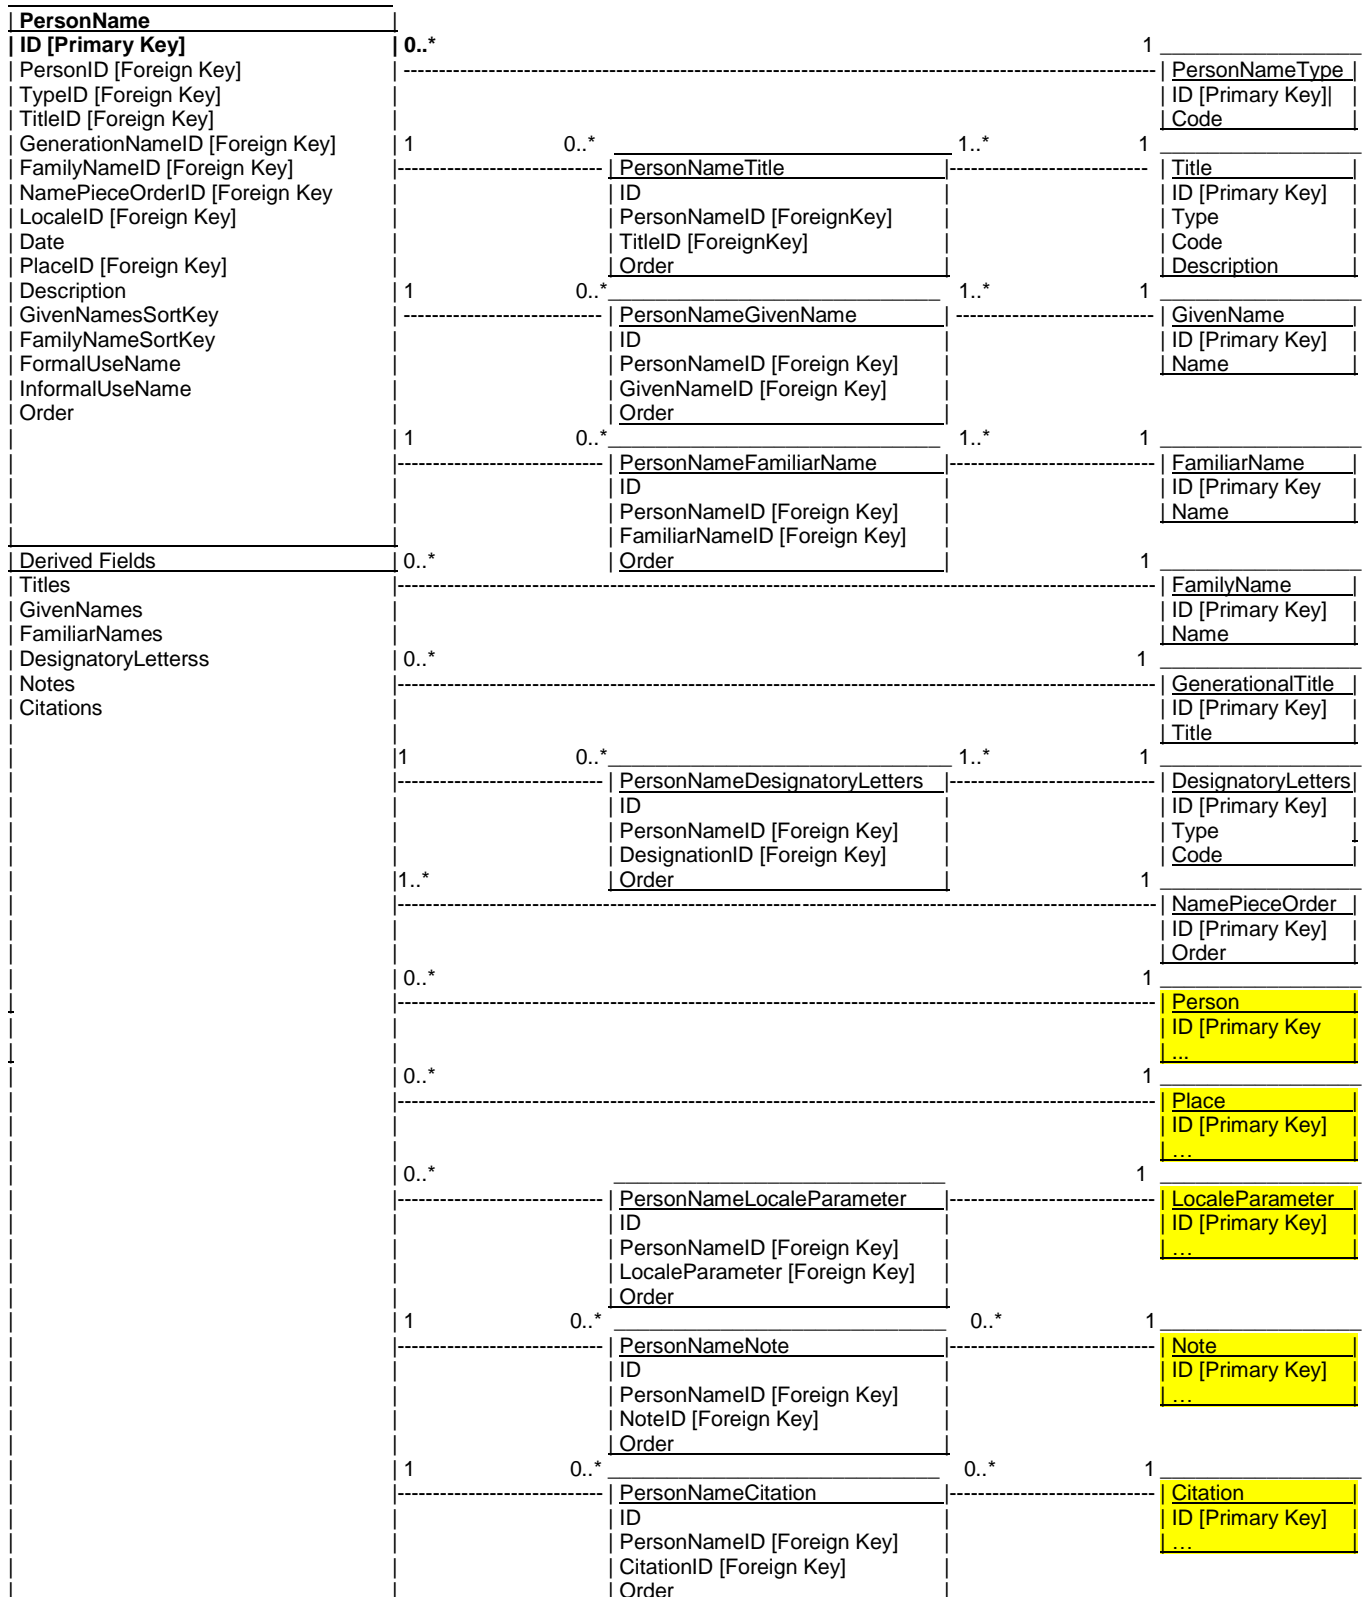 PersonName
ID [Primary Key] 0..* 1
PersonID [Foreign Key] PersonNameType
TypeID [Foreign Key] ID [Primary Key]|
TitleID [Foreign Key] Code
GenerationNameID [Foreign Key] 1 0..* 1..* 1
FamilyNameID [Foreign Key] PersonNameTitle Title
NamePieceOrderID [Foreign Key ID ID [Primary Key]
LocaleID [Foreign Key] PersonNameID [ForeignKey] Type
Date TitleID [ForeignKey] Code
PlaceID [Foreign Key] Order Description
Description 1 0..* 1..* 1
GivenNamesSortKey PersonNameGivenName GivenName
FamilyNameSortKey ID ID [Primary Key]
FormalUseName PersonNameID [Foreign Key] Name
InformalUseName GivenNameID [Foreign Key]
Order Order
1 0..* 1..* 1
PersonNameFamiliarName FamiliarName
ID ID [Primary Key
PersonNameID [Foreign Key] Name
FamiliarNameID [Foreign Key]
Derived Fields 0..* Order 1
Titles FamilyName
GivenNames ID [Primary Key]
FamiliarNames Name
DesignatoryLetterss 0..* 1
Notes GenerationalTitle
Citations ID [Primary Key]
Title
1 0..* 1..* 1
PersonNameDesignatoryLetters DesignatoryLetters
ID ID [Primary Key]
PersonNameID [Foreign Key] Type
DesignationID [Foreign Key] Code
1..* Order 1
NamePieceOrder
ID [Primary Key]
Order
0..* 1
Person
ID [Primary Key
...
0..* 1
Place
ID [Primary Key]
…
0..* 1
PersonNameLocaleParameter LocaleParameter
ID ID [Primary Key]
PersonNameID [Foreign Key] …
LocaleParameter [Foreign Key]
Order
1 0..* 0..* 1
PersonNameNote Note
ID ID [Primary Key]
PersonNameID [Foreign Key] …
NoteID [Foreign Key]
Order
1 0..* 0..* 1
PersonNameCitation Citation
ID ID [Primary Key]
PersonNameID [Foreign Key] …
CitationID [Foreign Key]
Order